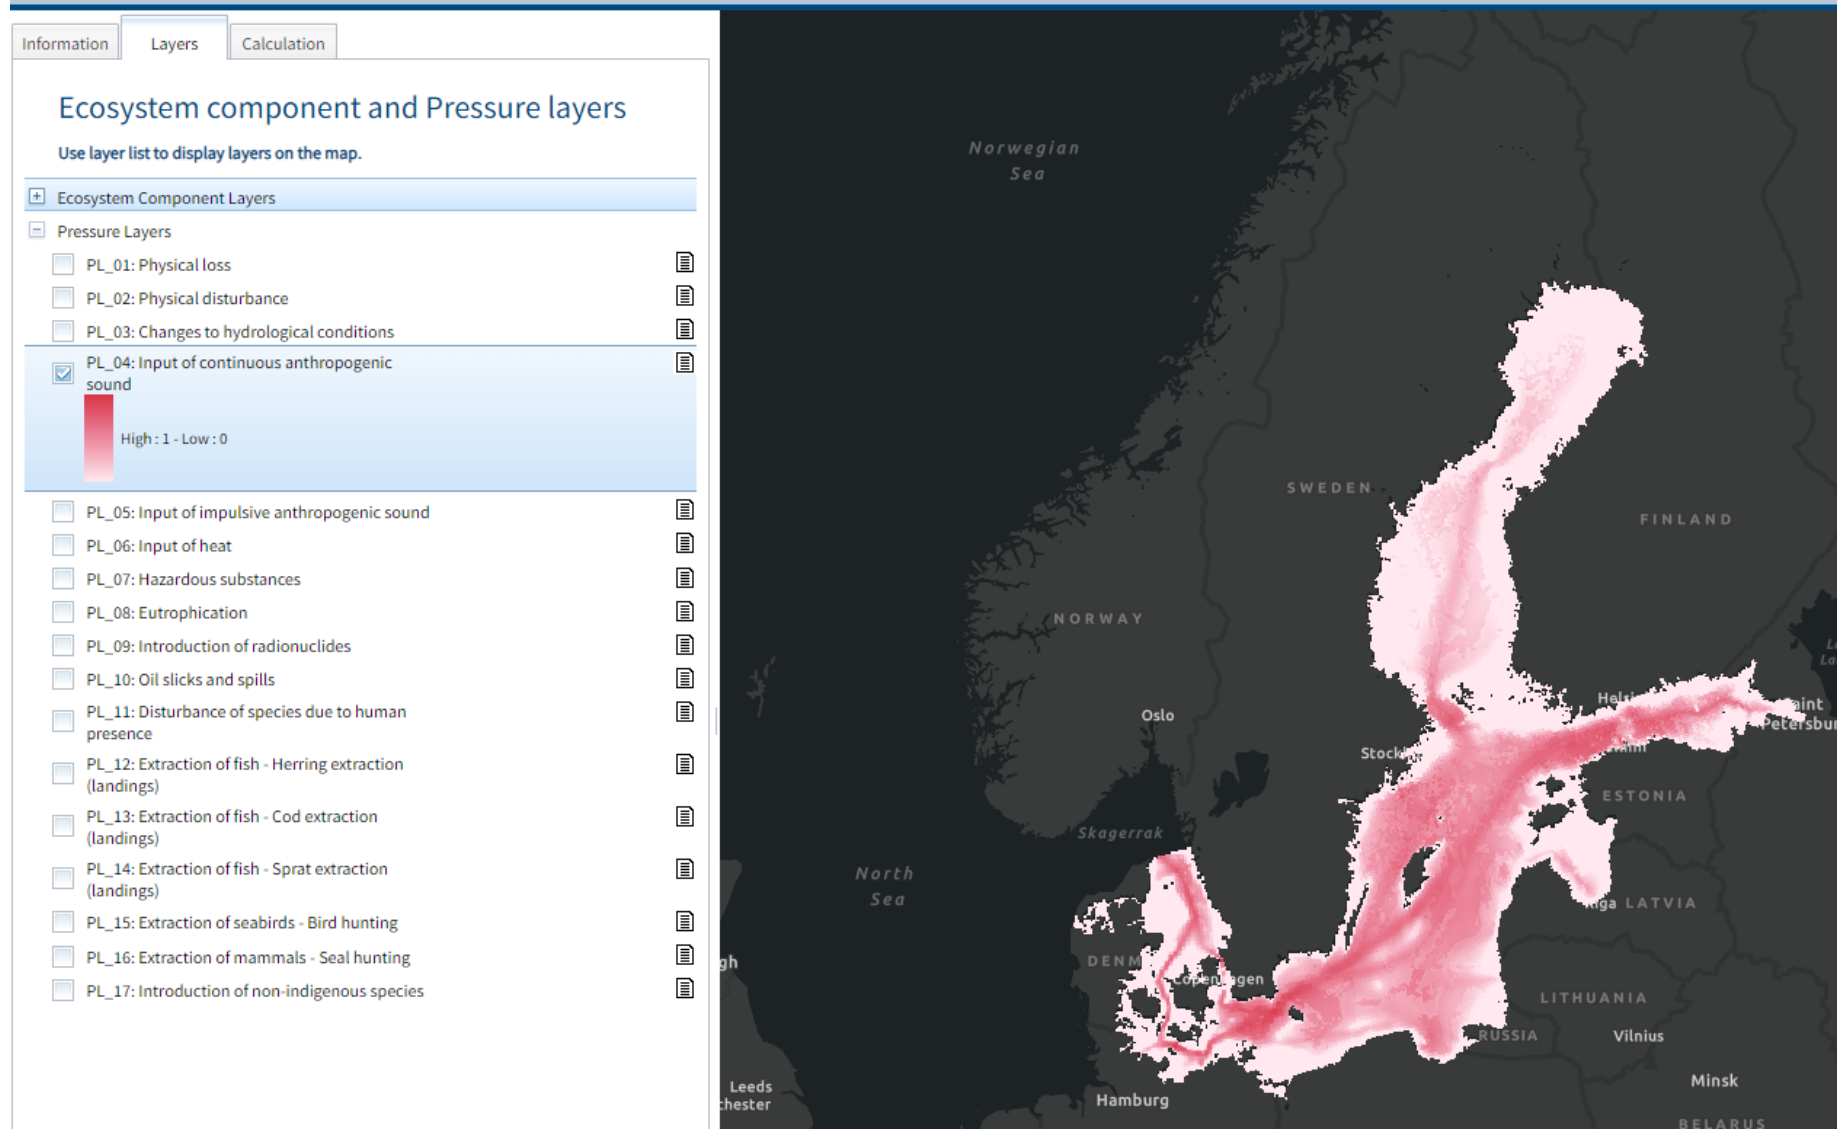 Information
Layers
Calculation
Ecosystem component and Pressure layers
Use layer list to display layers on the map.
Ecosystem Component Layers
Pressure Layers
PL_01: Physical loss
PL_02: Physical disturbance
PL_03: Changes to hydrological conditions
PL_04: Input of continuous anthropogenic
sound
High : 1 - Low : 0
PL_05: Input of impulsive anthropogenic sound
PL_06: Input of heat
PL_07: Hazardous substances
PL_08: Eutrophication
PL_09: Introduction of radionuclides
PL_10: Oil slicks and spills
PL_11: Disturbance of species due to human
presence
PL_12: Extraction of fish - Herring extraction
(landings)
PL_13: Extraction of fish - Cod extraction
(landings)
PL_14: Extraction of fish - Sprat extraction
(landings)
PL_15: Extraction of seabirds - Bird hunting
PL_16: Extraction of mammals - Seal hunting
PL_17: Introduction of non-indigenous species
Norwegian
Sea
SWEDEN
FINLAND
NORWAY
Oslo
Skagerrak
ESTONIA
North
Sea
LATVIA
LITHUANIA
RUSSIA
Vilnius
Leeds
Hamburg
Minsk
BELARUS